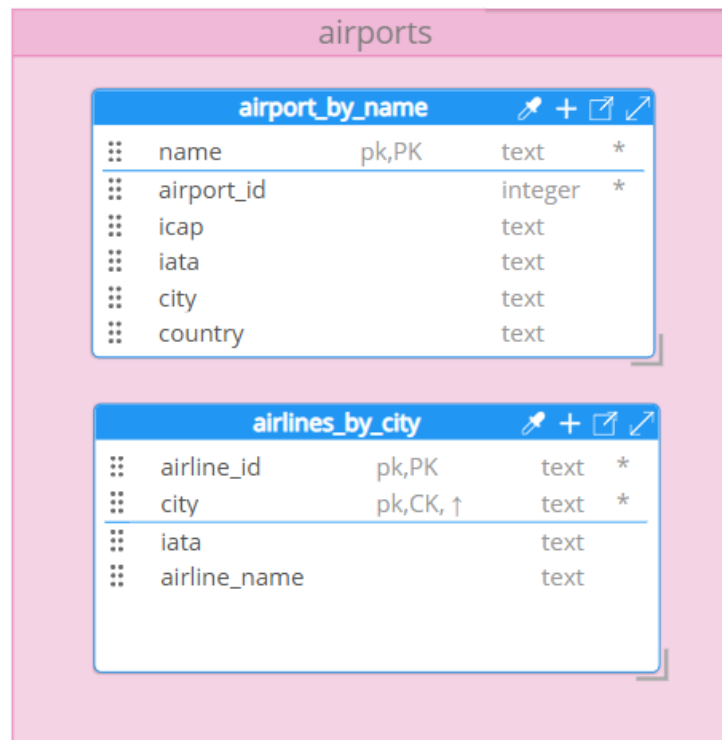 airports
airport_by_name
name pk,PK text *
airport_id integer *
icap text
iata text
city text
country text
airlines_by_city
airline_id pk,PK text *
city pk,CK, ↑ text *
iata text
airline_name text